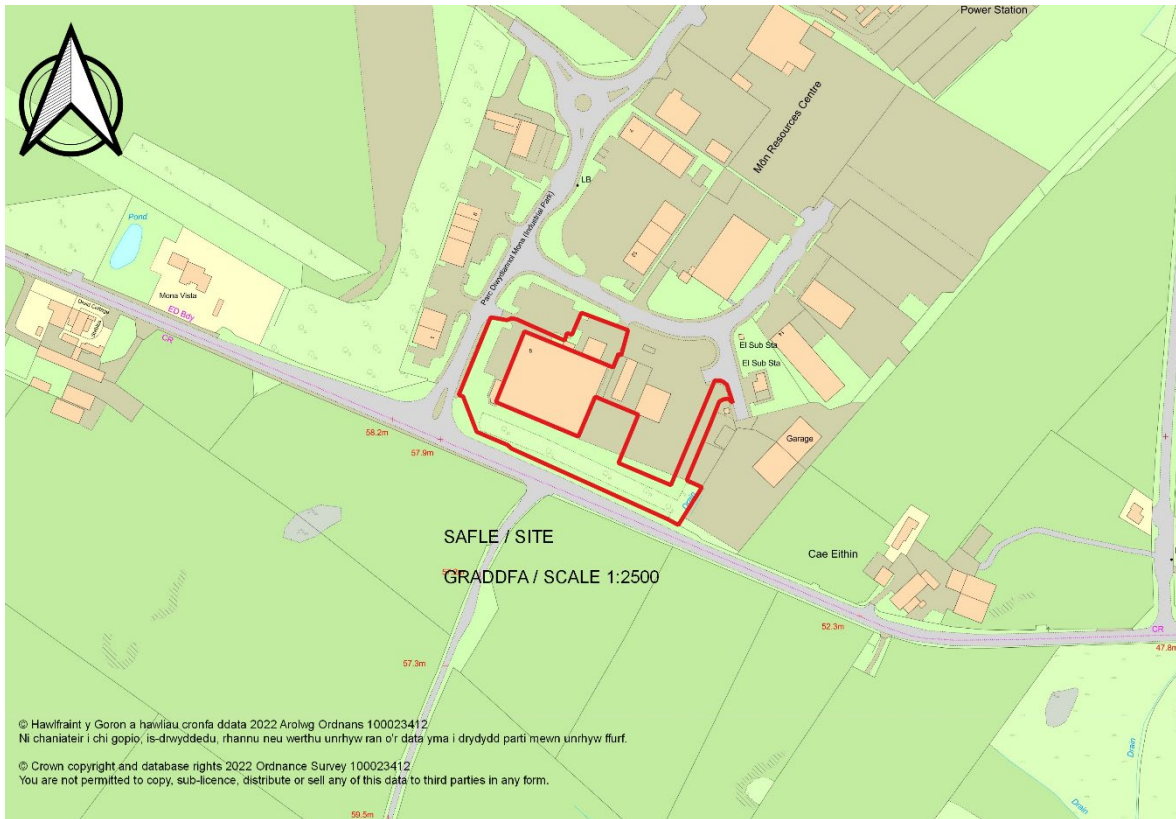 Power Station
Môn Resources Centre
LB
Parc Diwydiannol Mona (Industrial Park)
Pond
Mona Vista
ED Bdy
CR
El Sub Sta
El Sub Sta
58.2m
57.9m
Garage
Drain
SAFLE / SITE
GRADDFA / SCALE 1:2500
Cae Eithin
52.3m
CR
47.8m
57.3m
© Hawlfraint y Goron a hawliau cronfa ddata 2022 Arolwg Ordnans 100023412
Ni chaniateir i chi gopio, is-drwyddedu, rhannu neu werthu unrhyw ran o'r data yma i drydydd parti mewn unrhyw ffurf.
© Crown copyright and database rights 2022 Ordnance Survey 100023412
You are not permitted to copy, sub-licence, distribute or sell any of this data to third parties in any form.
59.5m
Drain
Drain